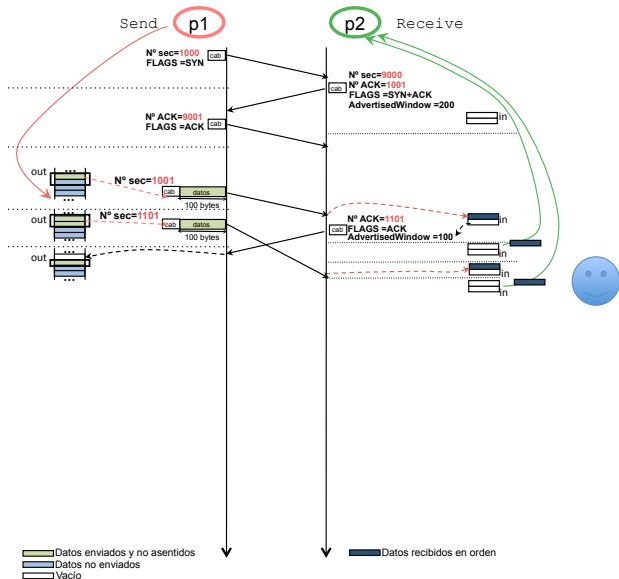 Send p1 p2 Receive
Nº sec=1000
FLAGS =SYN
cab
Nº sec=9000
Nº ACK=1001
FLAGS =SYN+ACK
AdvertisedWindow =200
cab
in
Nº ACK=9001
FLAGS =ACK
cab
out
...
...
Nº sec=1001
cab datos
100 bytes
out
...
...
Nº sec=1101
cab datos
100 bytes
Nº ACK=1101
FLAGS =ACK
AdvertisedWindow =100
cab
in
in
out
...
...
in
in
Datos enviados y no asentidos
Datos no enviados
Vacío
Datos recibidos en orden